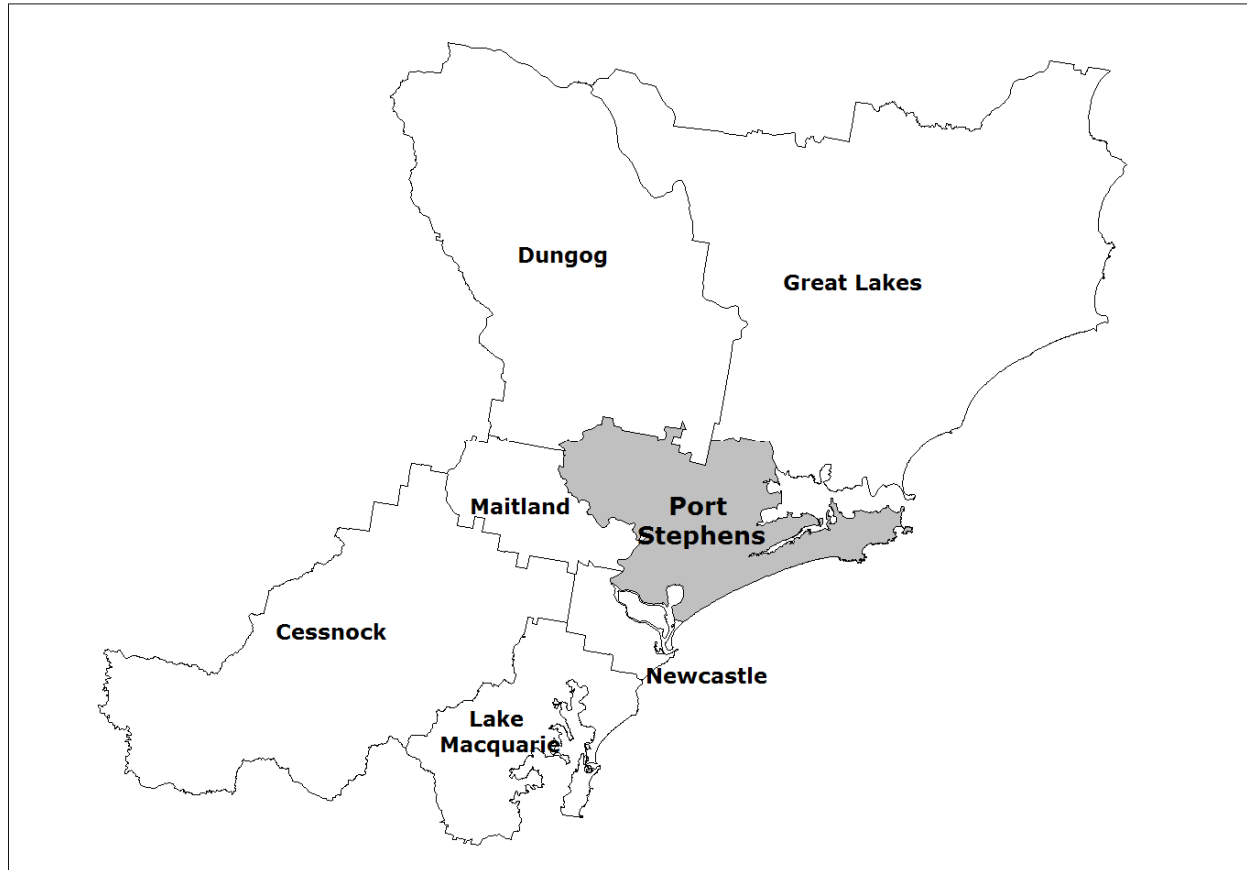 Dungog
Great Lakes
Maitland
Port
Stephens
Cessnock
Newcastle
Lake
Macquarie